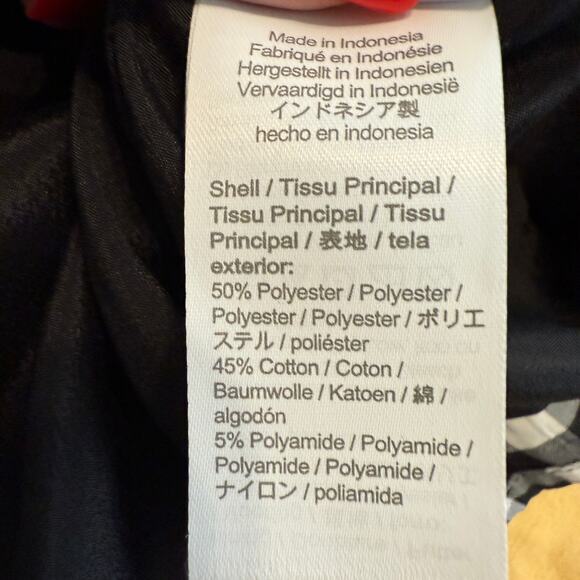 Made in Indonesia
Fabriqué en Indonésie
Hergestellt in Indonesien
Vervaardigd in Indonesië
インドネシア製
hecho en indonesia
Shell / Tissu Principal /
Tissu Principal / Tissu
Principal / 表地 / tela
exterior:
50% Polyester / Polyester /
Polyester / Polyester / ポリエ
ステル / poliéster
45% Cotton / Coton /
Baumwolle / Katoen / 綿 /
algodón
5% Polyamide / Polyamide /
Polyamide / Polyamide /
ナイロン / poliamida